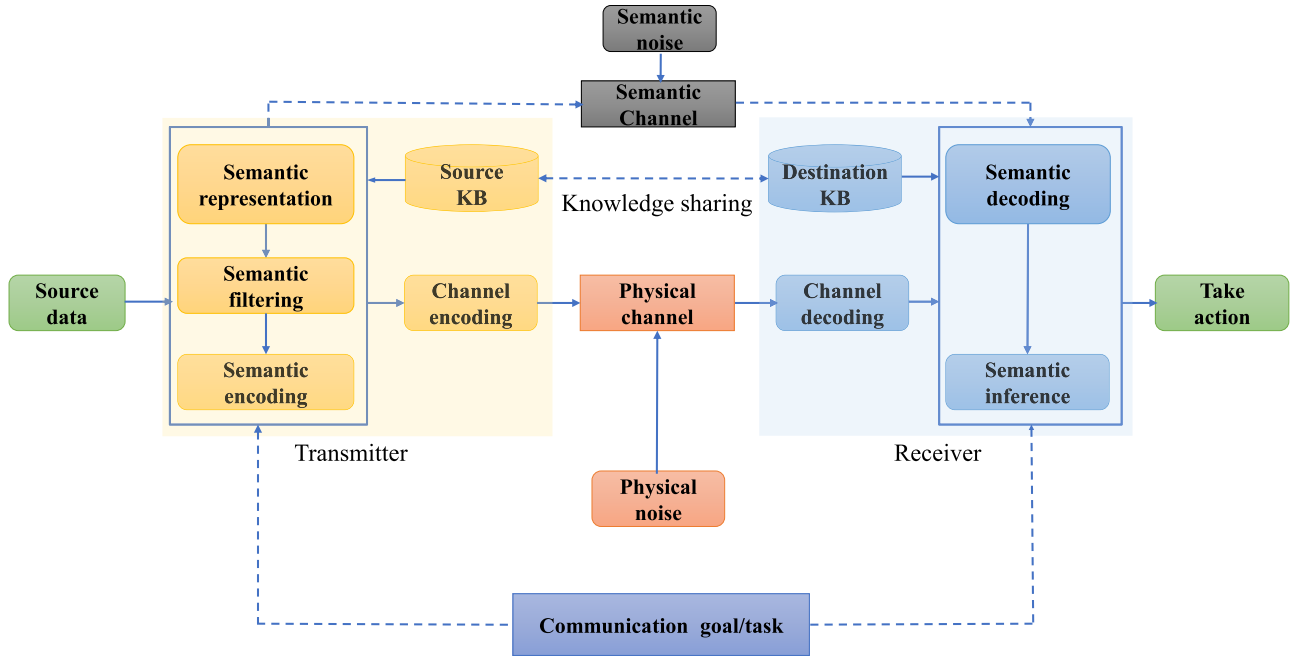 Semantic
noise
Semantic
Channel
Semantic
representation
Source
KB
Knowledge sharing
Destination
KB
Semantic
decoding
Source
data
Semantic
filtering
Channel
encoding
Physical
channel
Channel
decoding
Take
action
Semantic
encoding
Semantic
inference
Transmitter
Receiver
Physical
noise
Communication goal/task